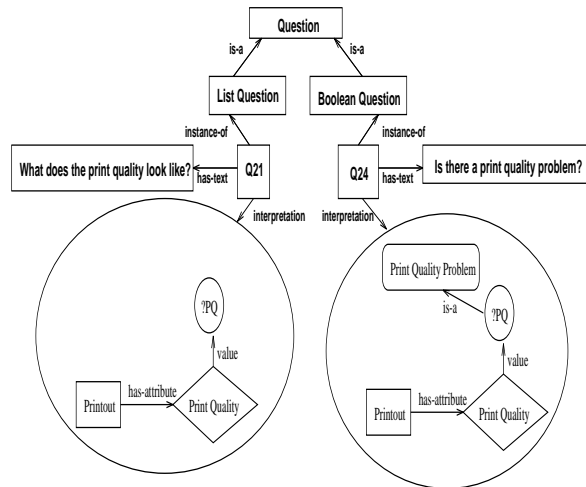 Question
is-a
is-a
List Question
Boolean Question
instance-of
instance-of
What does the print quality look like?
has-text
Q21
Q24
has-text
Is there a print quality problem?
interpretation
interpretation
Print Quality Problem
is-a
?PQ
?PQ
value
value
Printout
has-attribute
Print Quality
Printout
has-attribute
Print Quality